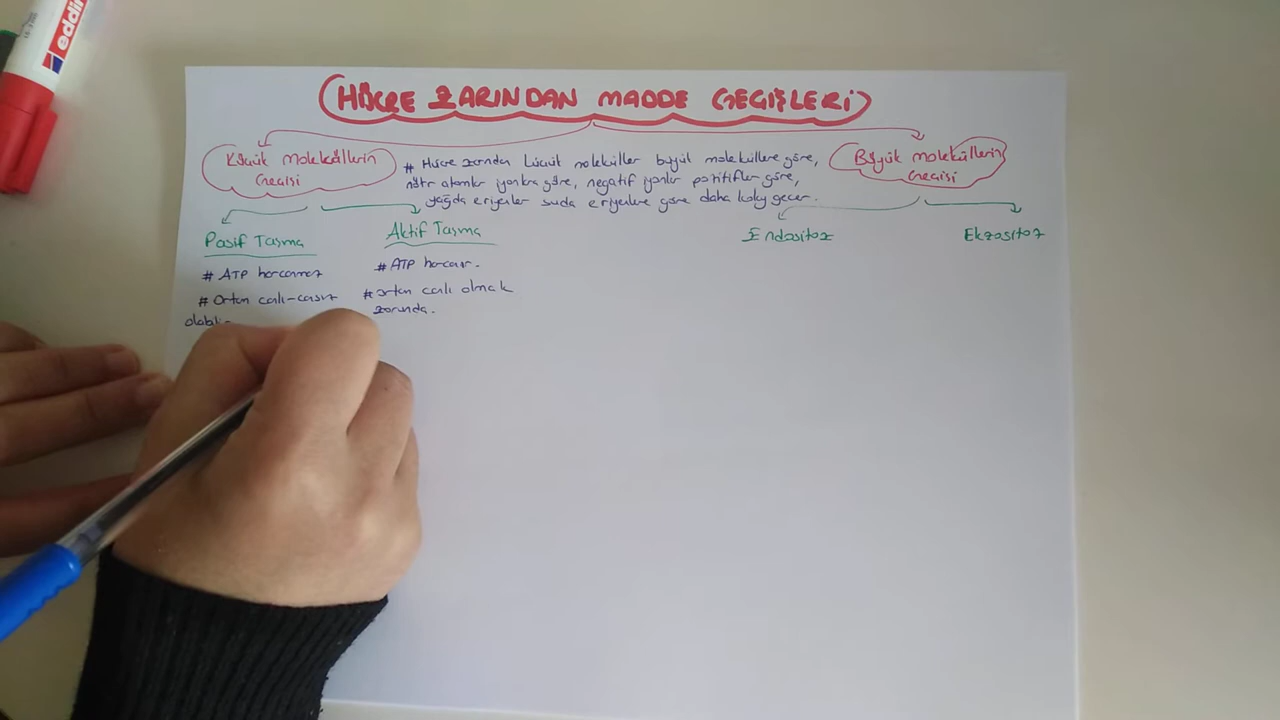 edding
HÜCRE ZARINDAN MADDE GEÇİŞLERİ
Küçük moleküllerin
Geçişi
# Hücre zarından küçük moleküller büyük moleküllere göre,
nötr atomlar iyonlara göre, negatif iyonlar pozitiflere göre,
yağda eriyenler suda eriyenlere göre daha kolay geçer.
Büyük moleküllerin
Geçişi
Pasif Taşıma
# ATP harcanmaz
# Ortam canlı-cansız
olabilir
Aktif Taşıma
# ATP harcanır.
# Ortam canlı olmak
zorunda.
Endositoz
Ekzositoz